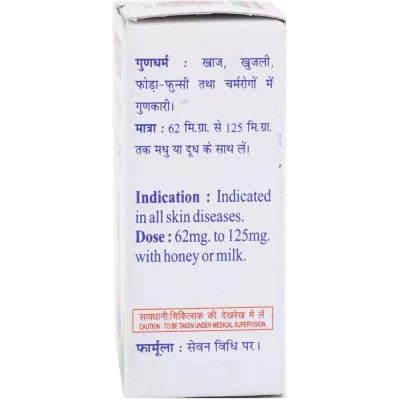 गुणधर्म : खाज, खुजली,
फोड़ा-फुन्सी तथा चर्मरोगों में
गुणकारी।
मात्रा : 62 मि.ग्रा. से 125 मि.ग्रा.
तक मधु या दूध के साथ लें।
Indication : Indicated
in all skin diseases.
Dose : 62mg. to 125mg.
with honey or milk.
सावधानी:चिकित्सक की देखरेख में लें
CAUTION : TO BE TAKEN UNDER MEDICAL SUPERVISION.
फार्मूला : सेवन विधि पर।